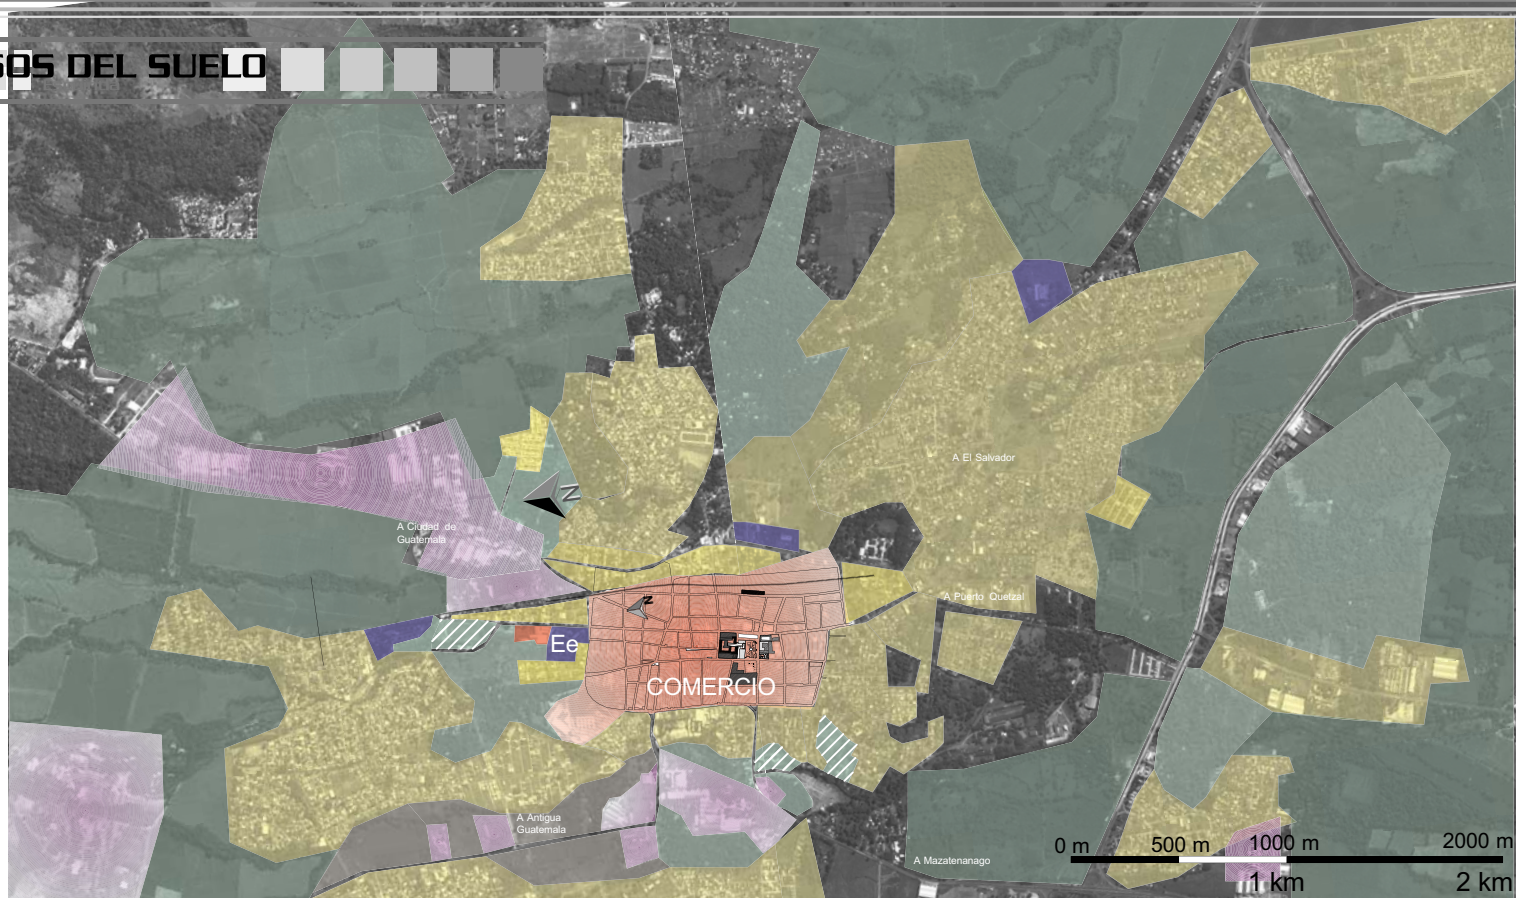 SOS DEL SUELO
N
A El Salvador
A Ciudad de
Guatemala
A Puerto Quetzal
N
Ee
COMERCIO
A Antigua
Guatemala
A Mazatenanago
0 m 500 m 1000 m 2000 m
1 km 2 km